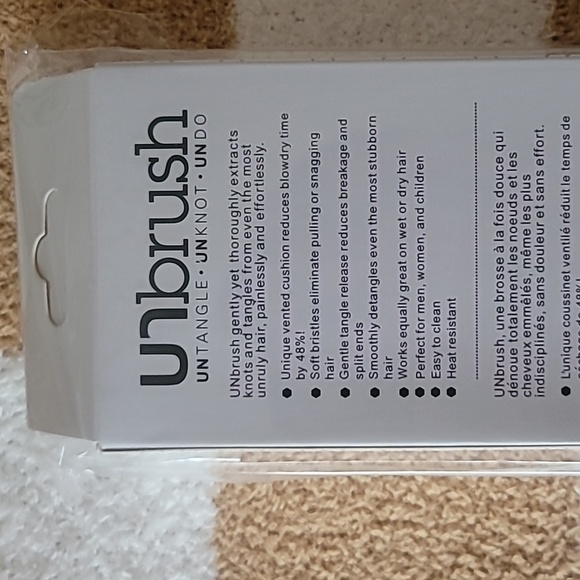 unbrush
UNTANGLE · UNKNOT · UNDO
UNbrush gently yet thoroughly extracts
knots and tangles from even the most
unruly hair, painlessly and effortlessly.
● Unique vented cushion reduces blowdry time
by 48%!
● Soft bristles eliminate pulling or snagging
hair
● Gentle tangle release reduces breakage and
split ends
● Smoothly detangles even the most stubborn
hair
● Works equally great on wet or dry hair
● Perfect for men, women, and children
● Easy to clean
● Heat resistant
UNbrush, une brosse à la fois douce qui
dénoue totalement les noeuds et les
cheveux emmêlés, même les plus
indisciplinés, sans douleur et sans effort.
● L'unique coussinet ventilé réduit le temps de